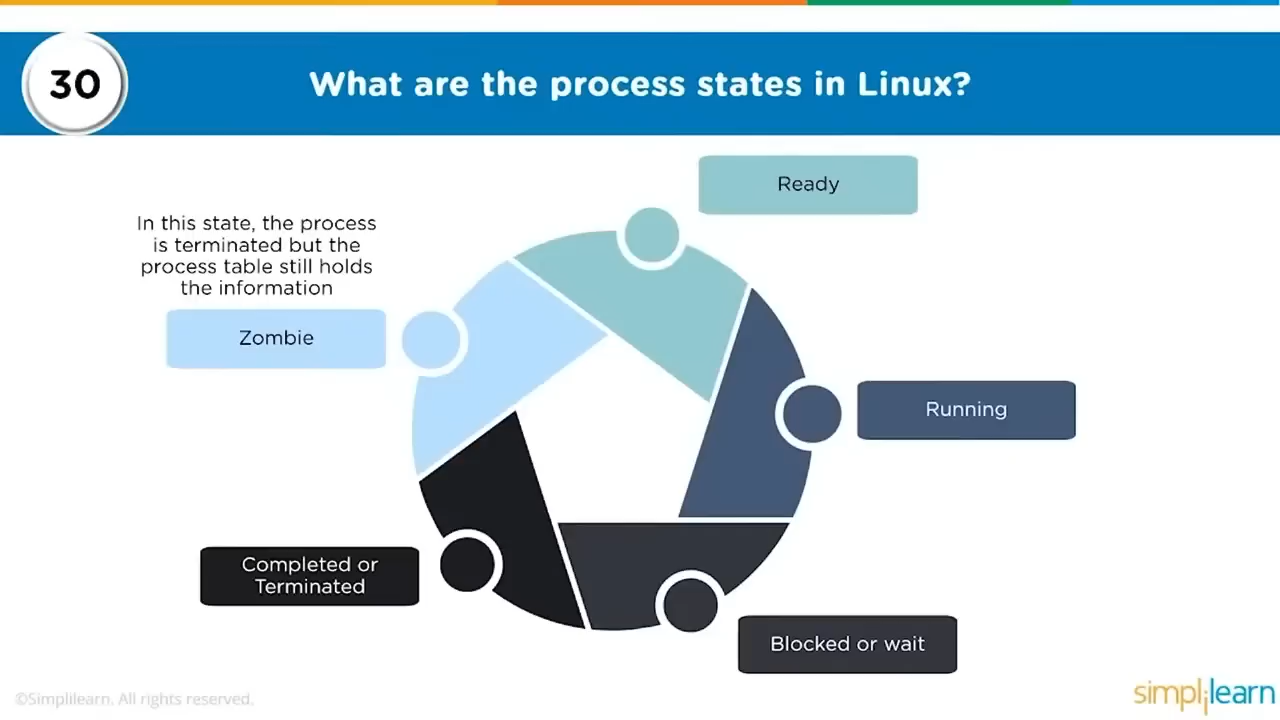 30
What are the process states in Linux?
Ready
In this state, the process
is terminated but the
process table still holds
the information
Zombie
Running
Completed or
Terminated
Blocked or wait
©Simplilearn. All rights reserved.
simplilearn